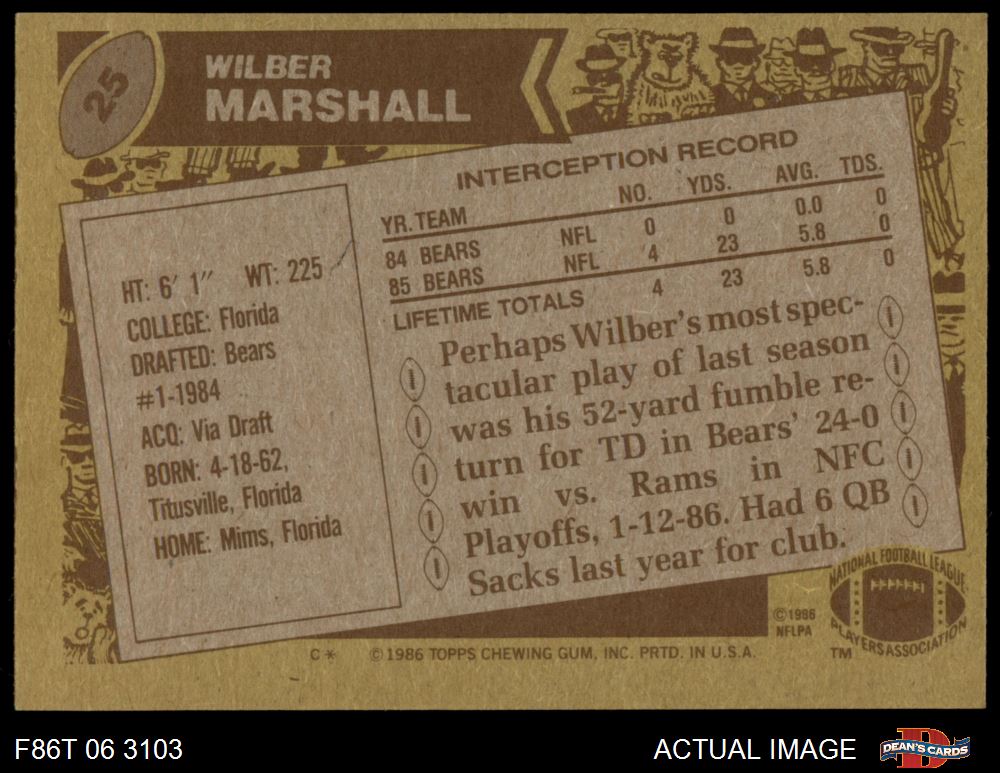 25
WILBER
MARSHALL
INTERCEPTION RECORD
YR. TEAM NO. YDS. AVG. TDS.
84 BEARS NFL 0 0 0.0 0
85 BEARS NFL 4 23 5.8 0
LIFETIME TOTALS 4 23 5.8 0
HT: 6′ 1″ WT: 225
COLLEGE: Florida
DRAFTED: Bears
#1-1984
ACQ: Via Draft
BORN: 4-18-62,
Titusville, Florida
HOME: Mims, Florida
Perhaps Wilber's most spec-
tacular play of last season
was his 52-yard fumble re-
turn for TD in Bears' 24-0
win vs. Rams in NFC
Playoffs, 1-12-86. Had 6 QB
Sacks last year for club.
©1986
NFLPA
NATIONAL FOOTBALL LEAGUE
PLAYERS ASSOCIATION
TM
C* ©1986 TOPPS CHEWING GUM, INC. PRTD. IN U.S.A.
F86T 06 3103
ACTUAL IMAGE
D
DEAN'S CARDS